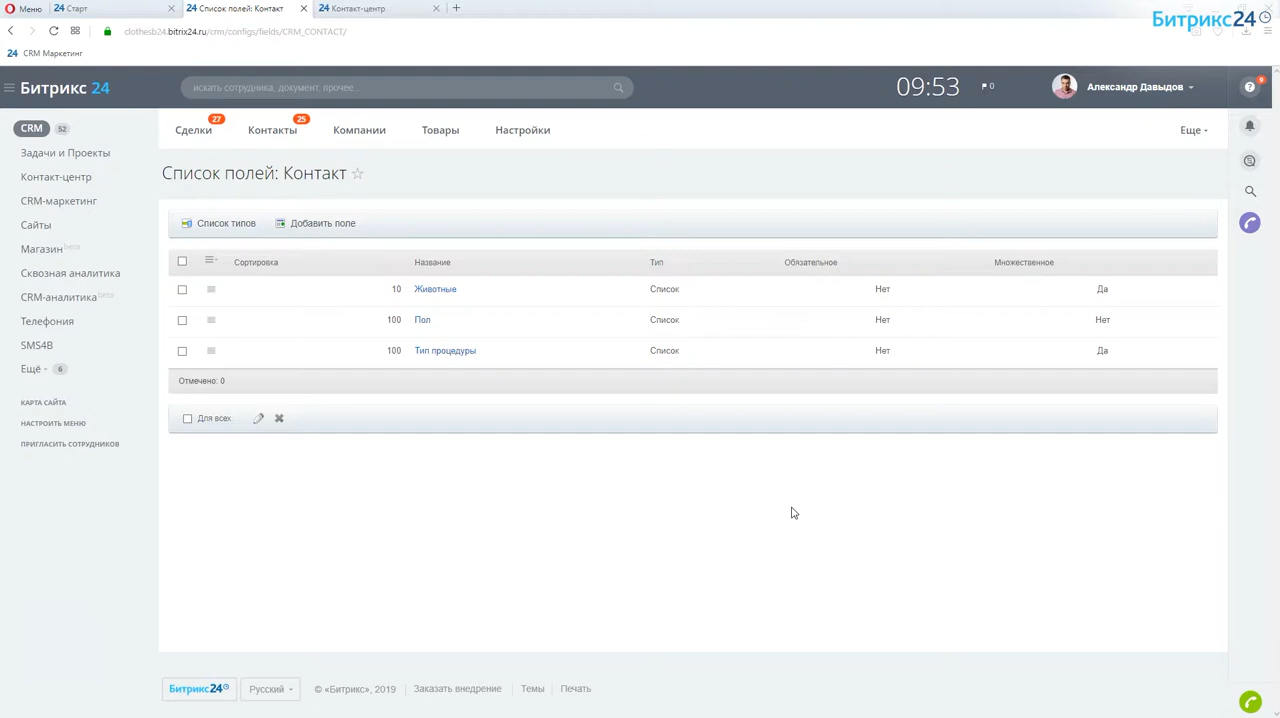 Меню
24 Старт
24 Список полей: Контакт
24 Контакт-центр
clothesb24.bitrix24.ru/crm/configs/fields/CRM_CONTACT/
Битрикс24
24 CRM Маркетинг
Битрикс 24
искать сотрудника, документ, прочее...
09:53
0
Александр Давыдов
9
CRM 52
Задачи и Проекты
Контакт-центр
CRM-маркетинг
Сайты
Магазин beta
Сквозная аналитика
CRM-аналитика beta
Телефония
SMS4B
Ещё 6
КАРТА САЙТА
НАСТРОИТЬ МЕНЮ
ПРИГЛАСИТЬ СОТРУДНИКОВ
Сделки 27
Контакты 25
Компании
Товары
Настройки
Еще
Список полей: Контакт
Список типов
Добавить поле
Сортировка Название Тип Обязательное Множественное
10 Животные Список Нет Да
100 Пол Список Нет Нет
100 Тип процедуры Список Нет Да
Отмечено: 0
Для всех
Битрикс24
Русский
© «Битрикс», 2019
Заказать внедрение
Темы
Печать